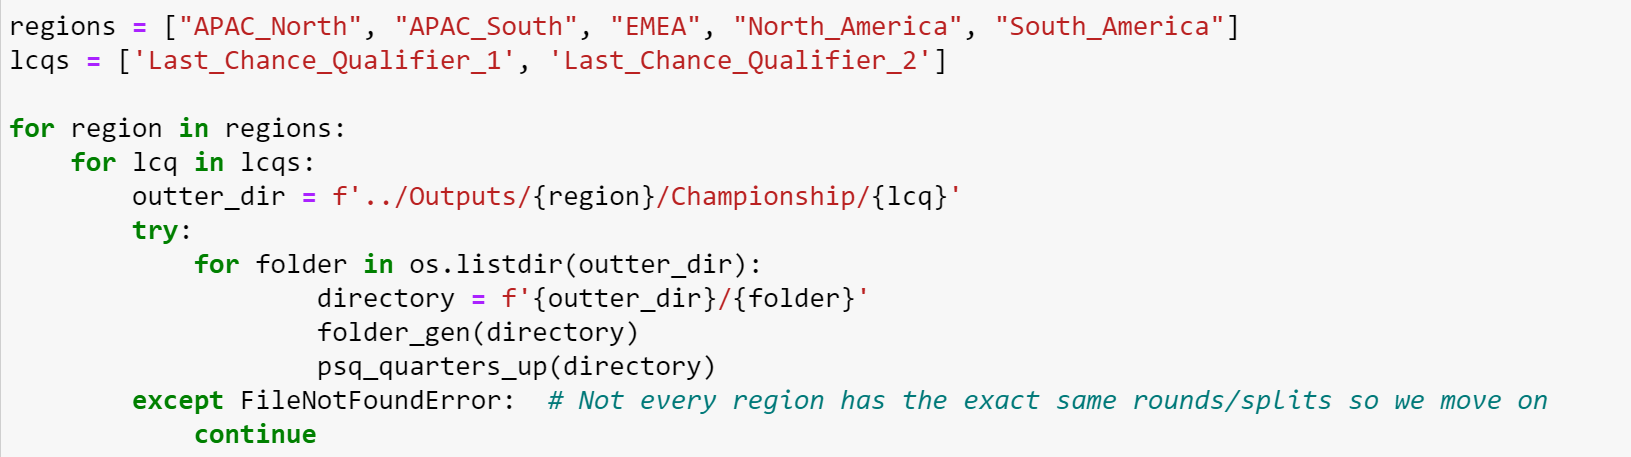 regions = ["APAC_North", "APAC_South", "EMEA", "North_America", "South_America"]
lcqs = ['Last_Chance_Qualifier_1', 'Last_Chance_Qualifier_2']

for region in regions:
    for lcq in lcqs:
        outter_dir = f'../Outputs/{region}/Championship/{lcq}'
        try:
            for folder in os.listdir(outter_dir):
                    directory = f'{outter_dir}/{folder}'
                    folder_gen(directory)
                    psq_quarters_up(directory)
        except FileNotFoundError:  # Not every region has the exact same rounds/splits so we move on
            continue